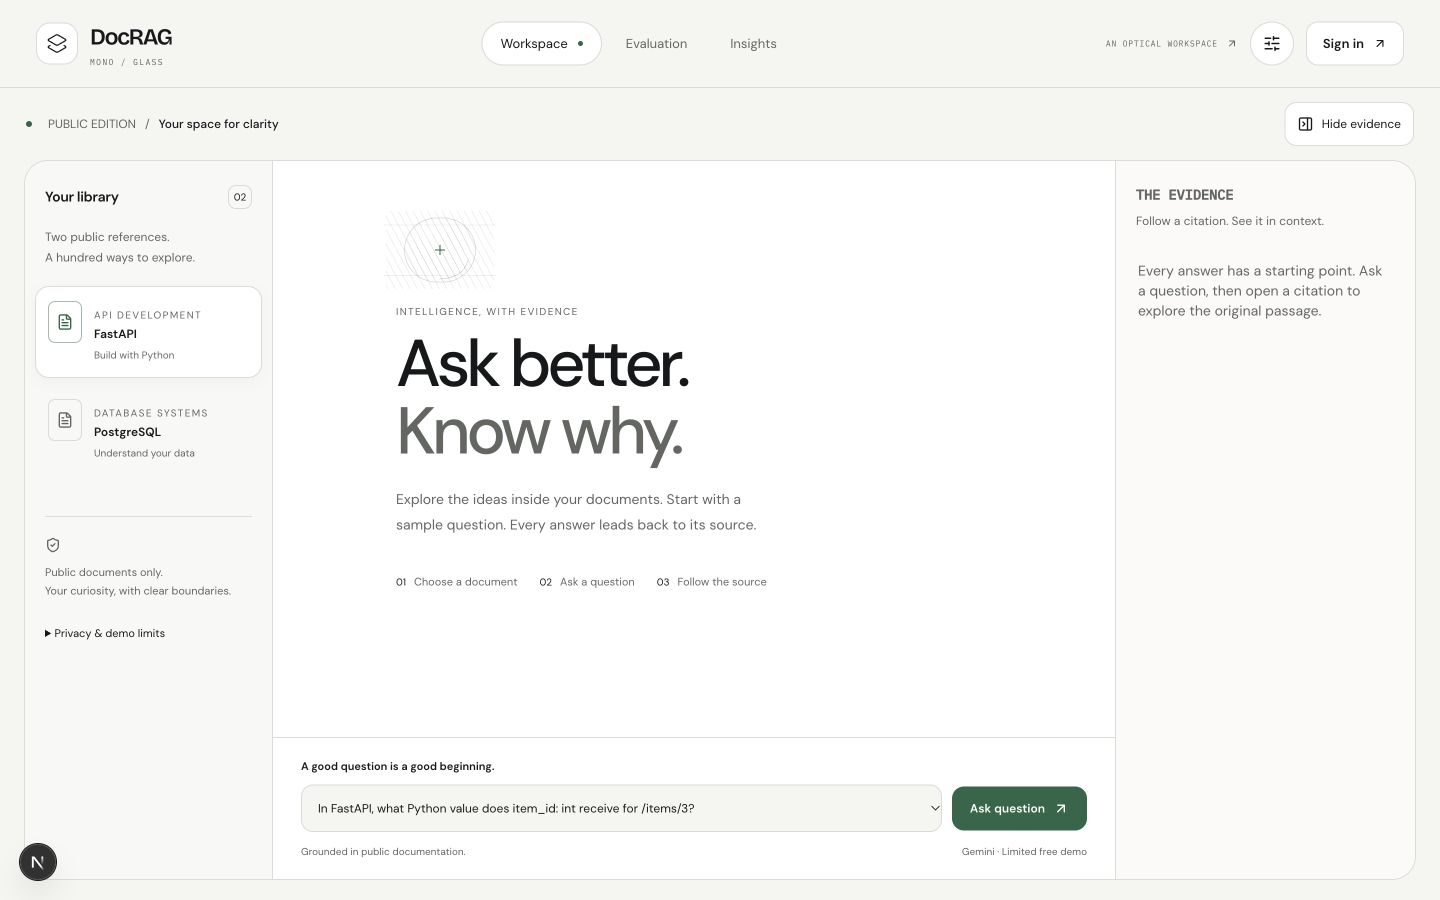 DocRAG
MONO / GLASS
Workspace
Evaluation
Insights
AN OPTICAL WORKSPACE
Sign in
PUBLIC EDITION / Your space for clarity
Hide evidence
Your library
02
Two public references.
A hundred ways to explore.
API DEVELOPMENT
FastAPI
Build with Python
DATABASE SYSTEMS
PostgreSQL
Understand your data
Public documents only.
Your curiosity, with clear boundaries.
Privacy & demo limits
INTELLIGENCE, WITH EVIDENCE
Ask better.
Know why.
Explore the ideas inside your documents. Start with a
sample question. Every answer leads back to its source.
01 Choose a document 02 Ask a question 03 Follow the source
A good question is a good beginning.
In FastAPI, what Python value does item_id: int receive for /items/3?
Ask question
Grounded in public documentation.
Gemini · Limited free demo
THE EVIDENCE
Follow a citation. See it in context.
Every answer has a starting point. Ask
a question, then open a citation to
explore the original passage.
N